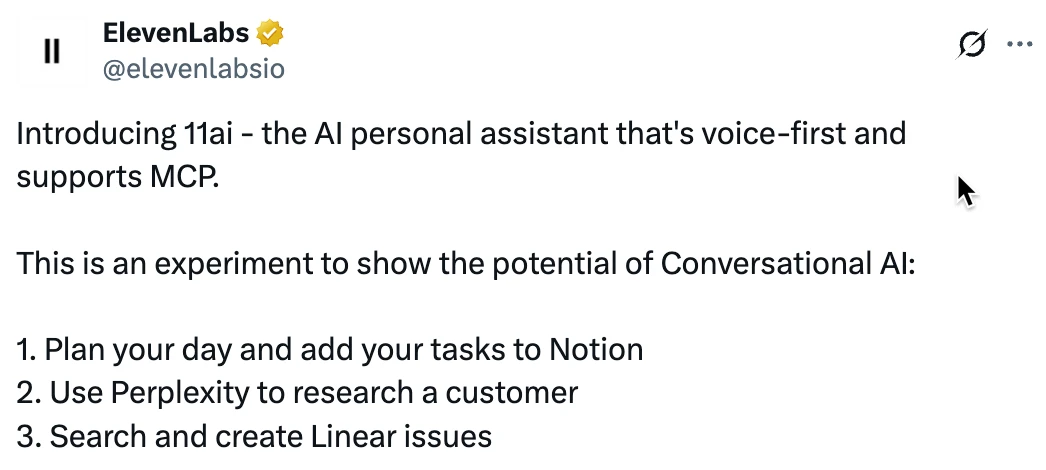 ElevenLabs
@elevenlabsio
Introducing 11ai - the AI personal assistant that's voice-first and
supports MCP.
This is an experiment to show the potential of Conversational AI:
1. Plan your day and add your tasks to Notion
2. Use Perplexity to research a customer
3. Search and create Linear issues